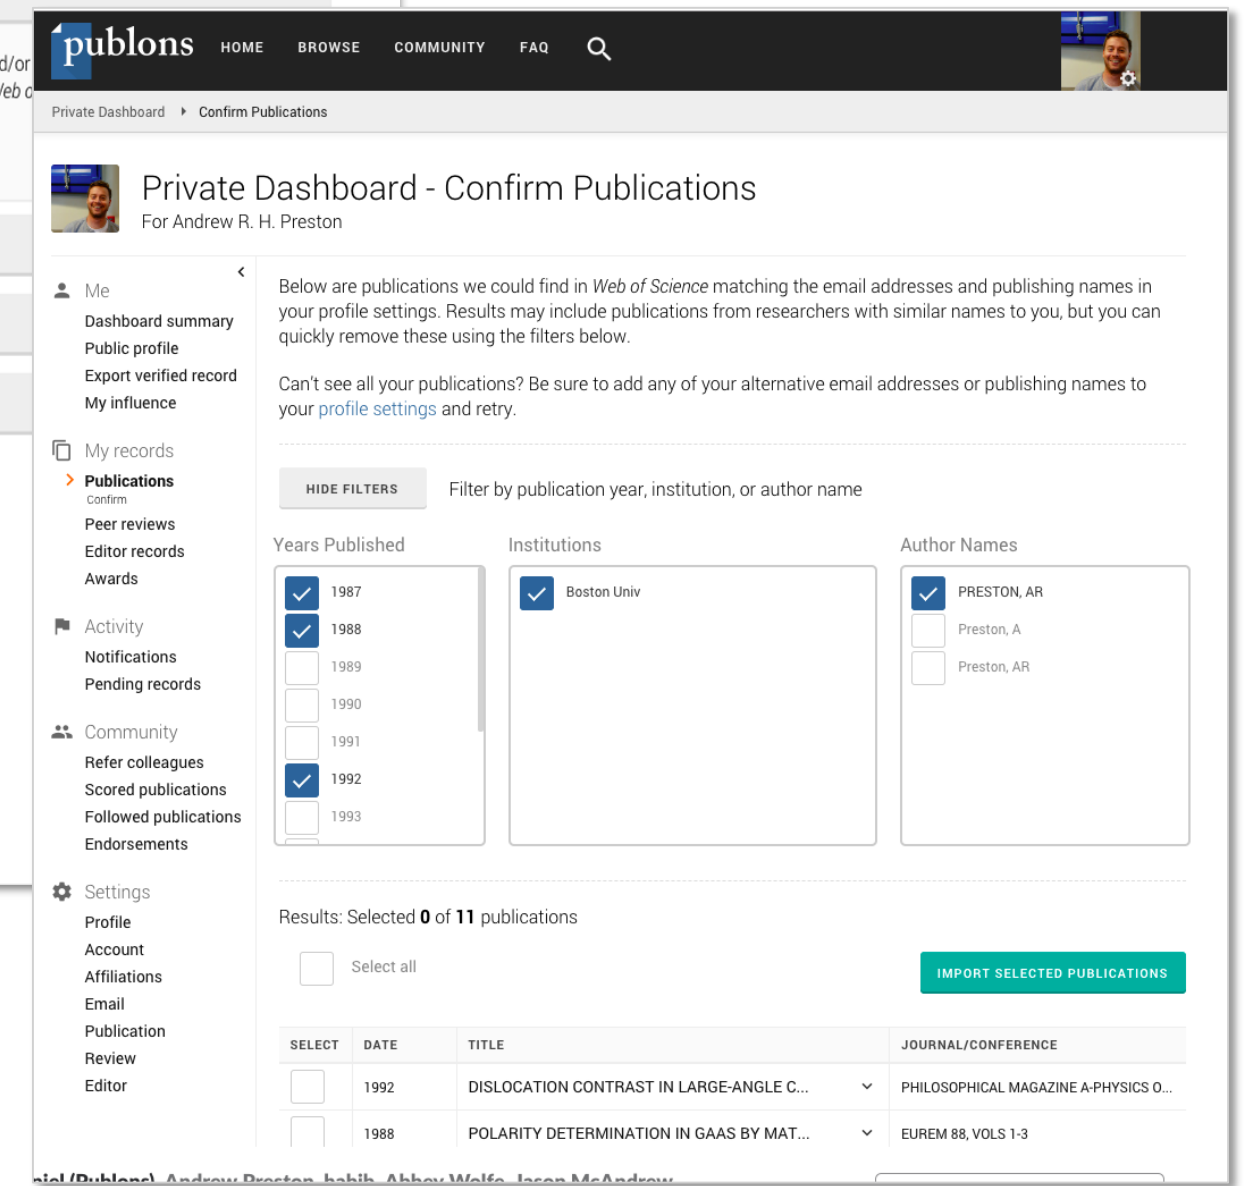 publons HOME BROWSE COMMUNITY FAQ
Private Dashboard Confirm Publications
Private Dashboard - Confirm Publications
For Andrew R. H. Preston
Me
Dashboard summary
Public profile
Export verified record
My influence
My records
Publications
Confirm
Peer reviews
Editor records
Awards
Activity
Notifications
Pending records
Community
Refer colleagues
Scored publications
Followed publications
Endorsements
Settings
Profile
Account
Affiliations
Email
Publication
Review
Editor
Below are publications we could find in Web of Science matching the email addresses and publishing names in
your profile settings. Results may include publications from researchers with similar names to you, but you can
quickly remove these using the filters below.
Can't see all your publications? Be sure to add any of your alternative email addresses or publishing names to
your profile settings and retry.
HIDE FILTERS Filter by publication year, institution, or author name
Years Published
1987
1988
1989
1990
1991
1992
1993
Institutions
Boston Univ
Author Names
PRESTON, AR
Preston, A
Preston, AR
Results: Selected 0 of 11 publications
Select all
IMPORT SELECTED PUBLICATIONS
SELECT DATE TITLE JOURNAL/CONFERENCE
1992 DISLOCATION CONTRAST IN LARGE-ANGLE C... PHILOSOPHICAL MAGAZINE A-PHYSICS O...
1988 POLARITY DETERMINATION IN GAAS BY MAT... EUREM 88, VOLS 1-3
(Publons), Andrew Preston, habib, Abbey Wolfe, Jason McAndrew